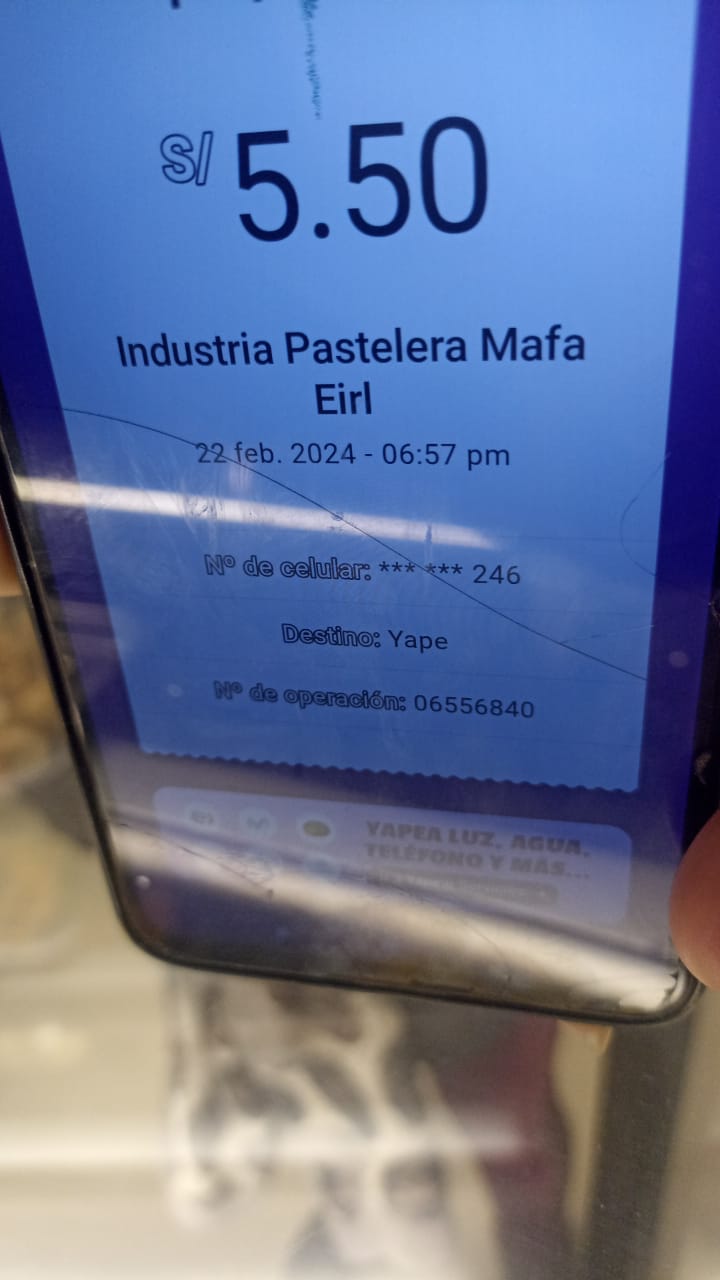 S/ 5.50
Industria Pastelera Mafa
Eirl
22 feb. 2024 - 06:57 pm
Nº de celular: *** *** 246
Destino: Yape
Nº de operación: 06556840
YAPEA LUZ, AGUA,
TELÉFONO Y MÁS...